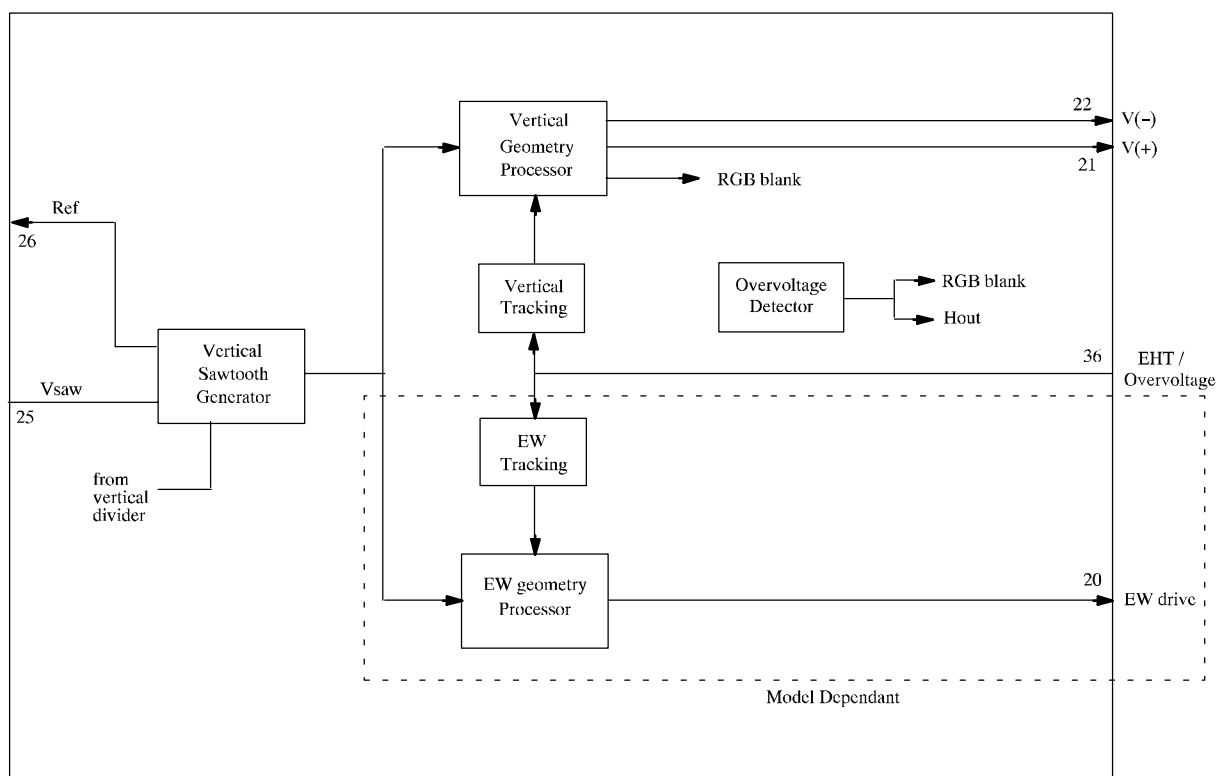 22
V(−)
Vertical
Geometry
Processor
V(+)
21
RGB blank
Ref
26
Vertical
Tracking
Overvoltage
Detector
RGB blank
Hout
Vertical
Sawtooth
Generator
36
EHT /
Overvoltage
Vsaw
25
EW
Tracking
from
vertical
divider
EW geometry
Processor
20
EW drive
Model Dependant